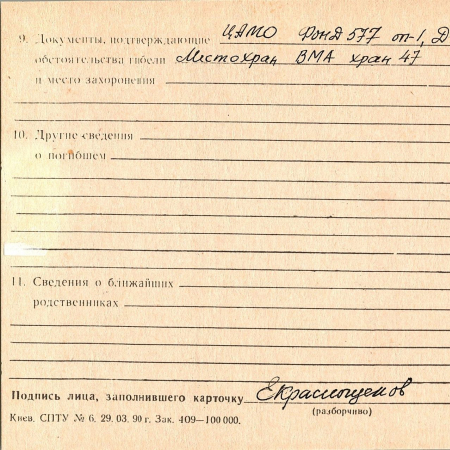 9. Документы, подтверждающие ЦАМО Фонд 577 оп-1, Д
обстоятельства гибели Местохран ВМА хран 47
и место захоронения
10. Другие сведения
о погибшем
11. Сведения о ближайших
родственниках
Подпись лица, заполнившего карточку
(разборчиво)
Киев. СПТУ № 6. 29. 03. 90 г. Зак. 409—100 000.